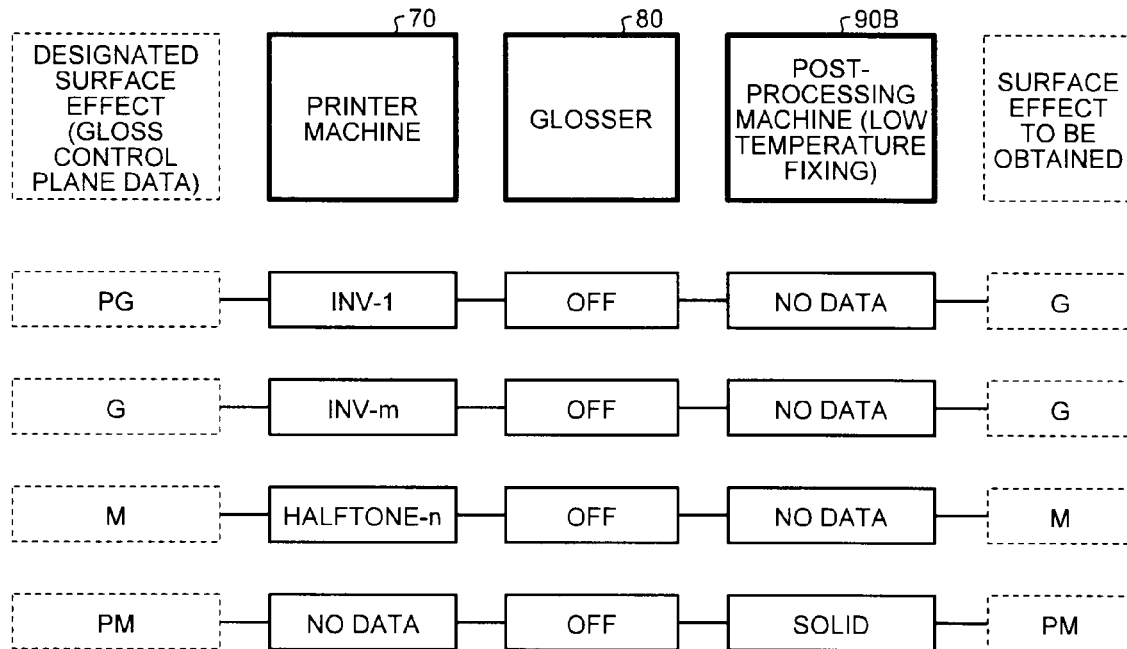 70
80
90B
DESIGNATED
SURFACE
EFFECT
(GLOSS
CONTROL
PLANE DATA)
PRINTER
MACHINE
GLOSSER
POST-
PROCESSING
MACHINE (LOW
TEMPERATURE
FIXING)
SURFACE
EFFECT
TO BE
OBTAINED
PG
INV-1
OFF
NO DATA
G
G
INV-m
OFF
NO DATA
G
M
HALFTONE-n
OFF
NO DATA
M
PM
NO DATA
OFF
SOLID
PM